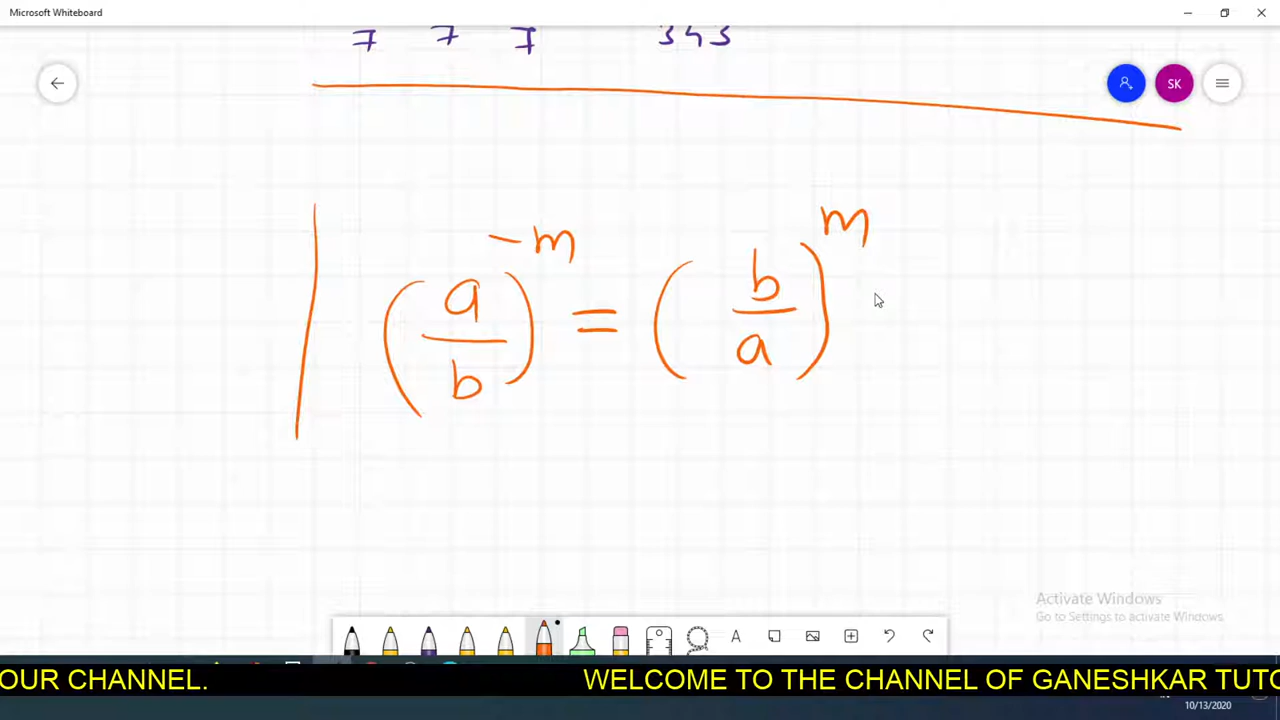 Microsoft Whiteboard
7 7 7 343
SK
(a/b)^-m = (b/a)^m
Activate Windows
Go to Settings to activate Windows.
A
OUR CHANNEL. WELCOME TO THE CHANNEL OF GANESHKAR TUTO
10/13/2020